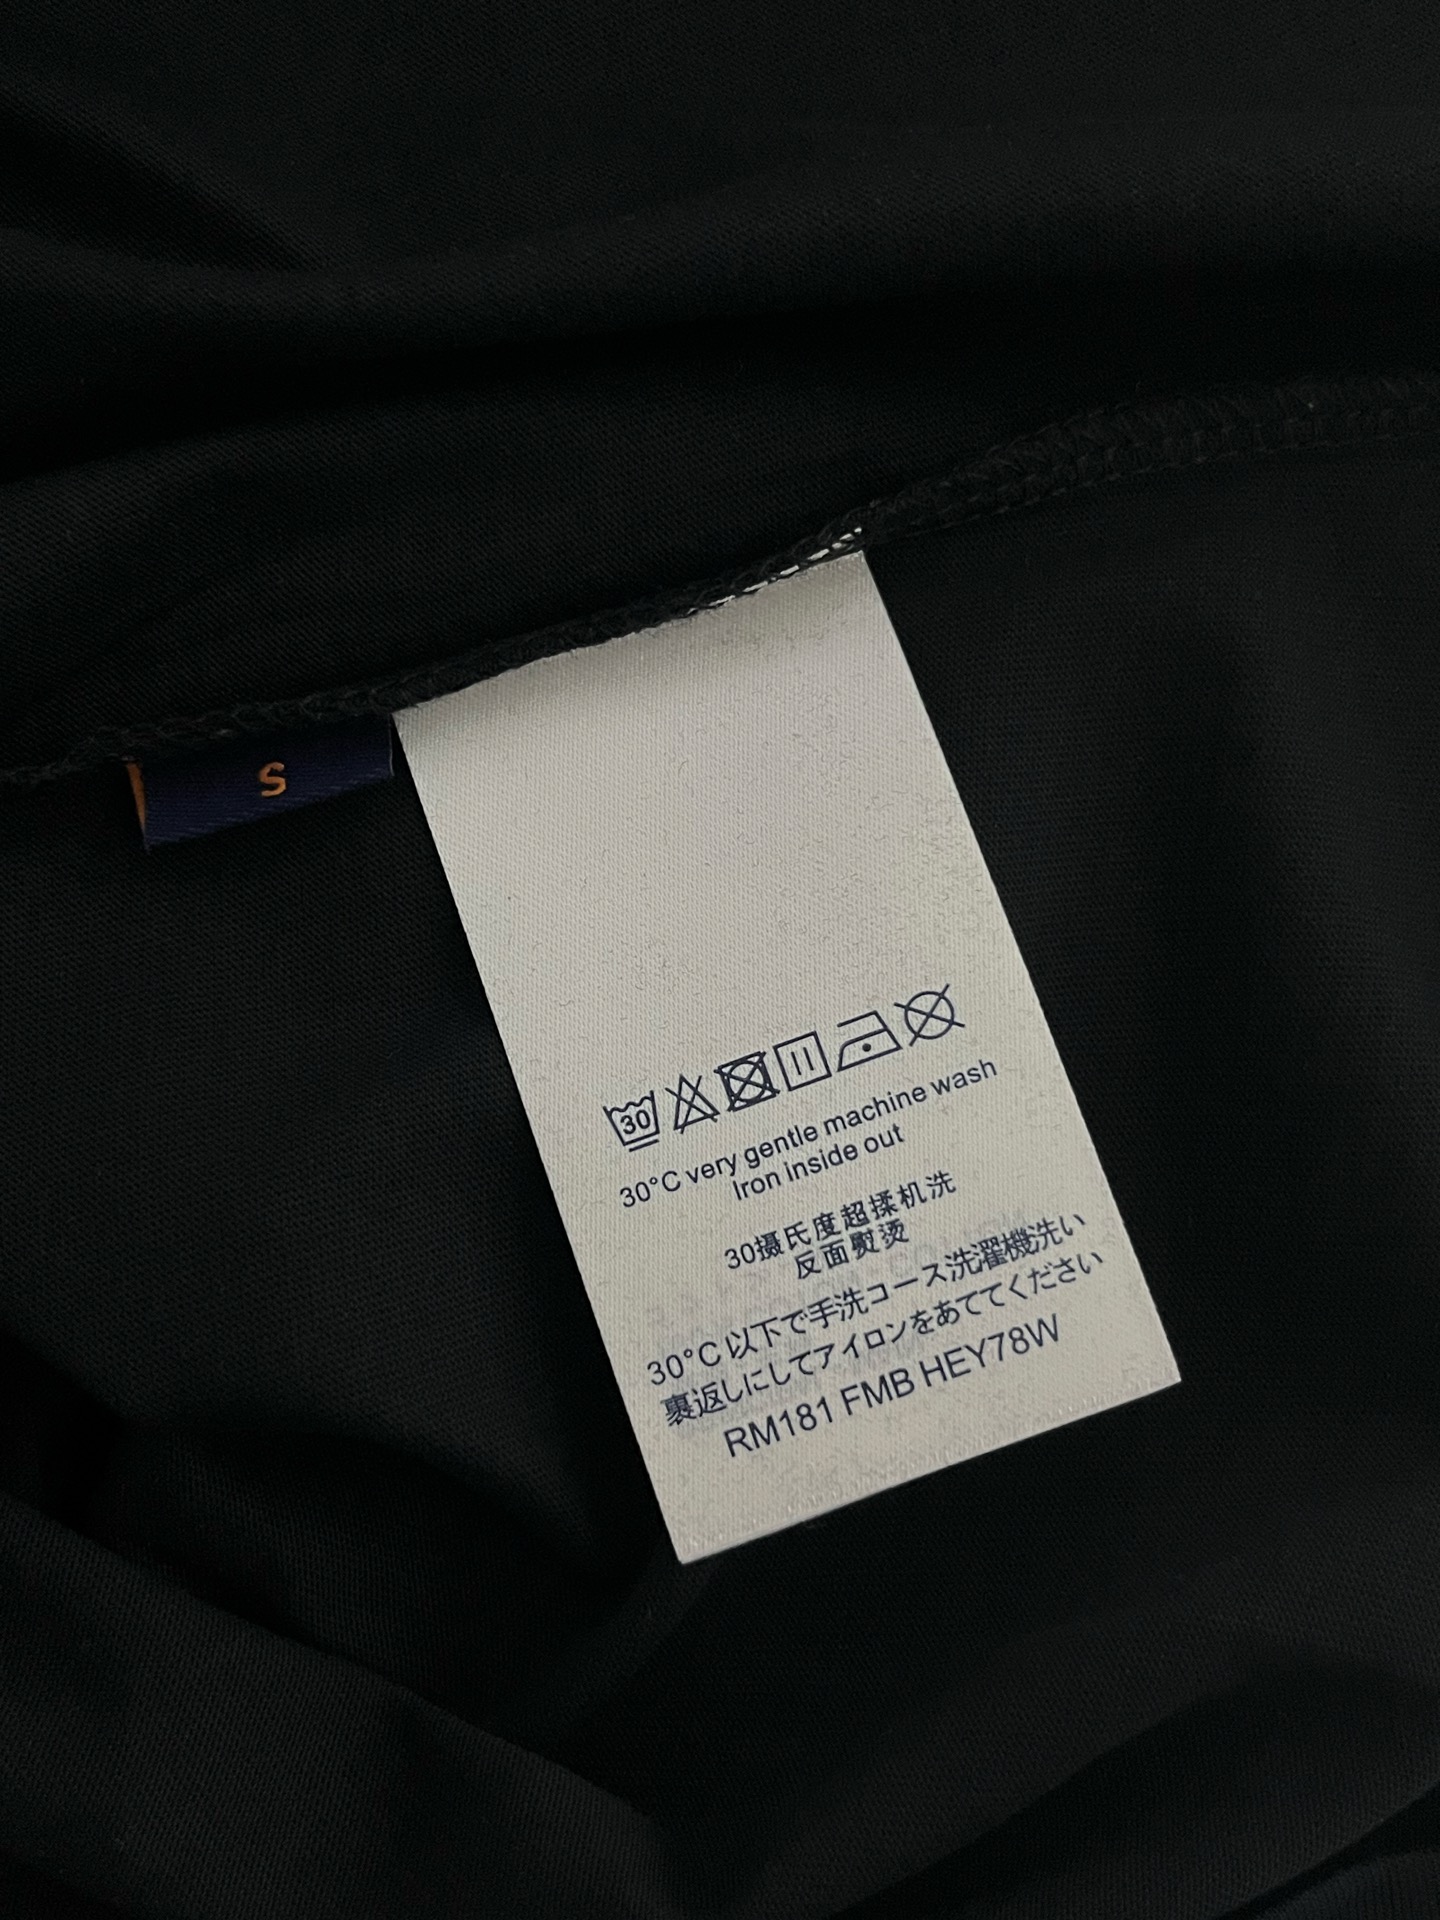 S
30
30°C very gentle machine wash
Iron inside out
30摄氏度超揉机洗
反面熨烫
30°C以下で手洗コース洗濯機洗い
裏返しにしてアイロンをあててください
RM181 FMB HEY78W